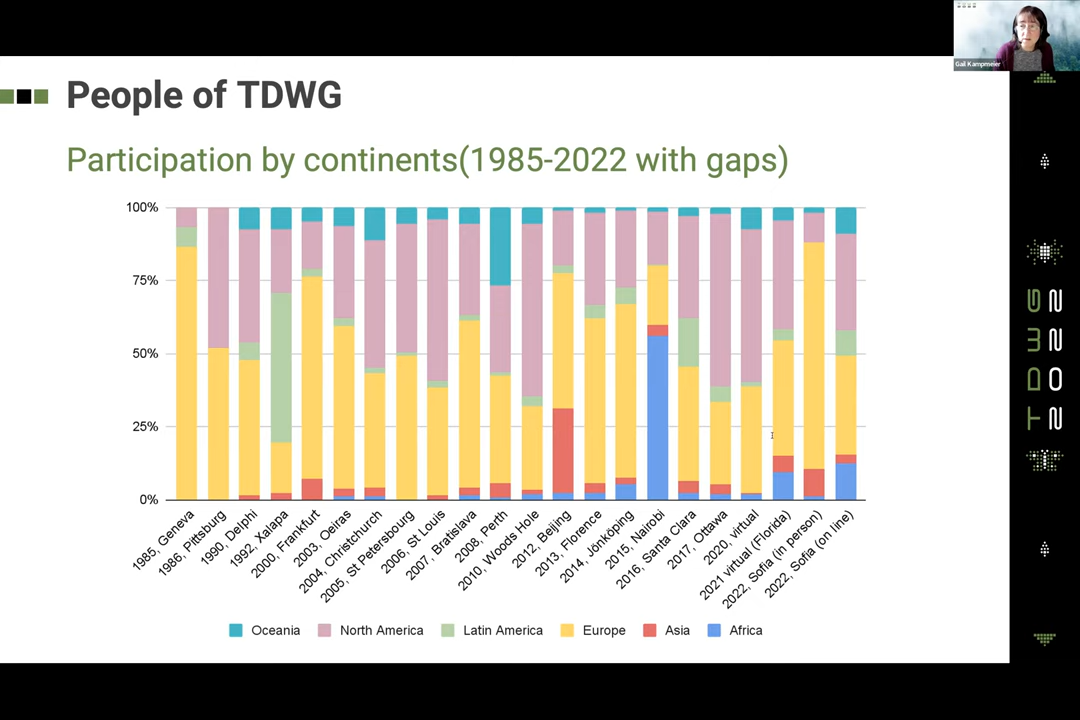 Gail Kampmeier
People of TDWG
Participation by continents(1985-2022 with gaps)
100%
75%
50%
25%
0%
1985, Geneva
1986, Pittsburg
1990, Delphi
1992, Xalapa
2000, Frankfurt
2003, Oeiras
2004, Christchurch
2005, St Petersbourg
2006, St Louis
2007, Bratislava
2008, Perth
2010, Woods Hole
2012, Beijing
2013, Florence
2014, Jönköping
2015, Nairobi
2016, Santa Clara
2017, Ottawa
2020, virtual
2021 virtual (Florida)
2022, Sofia (in person)
2022, Sofia (on line)
Oceania North America Latin America Europe Asia Africa
TDWG
2022